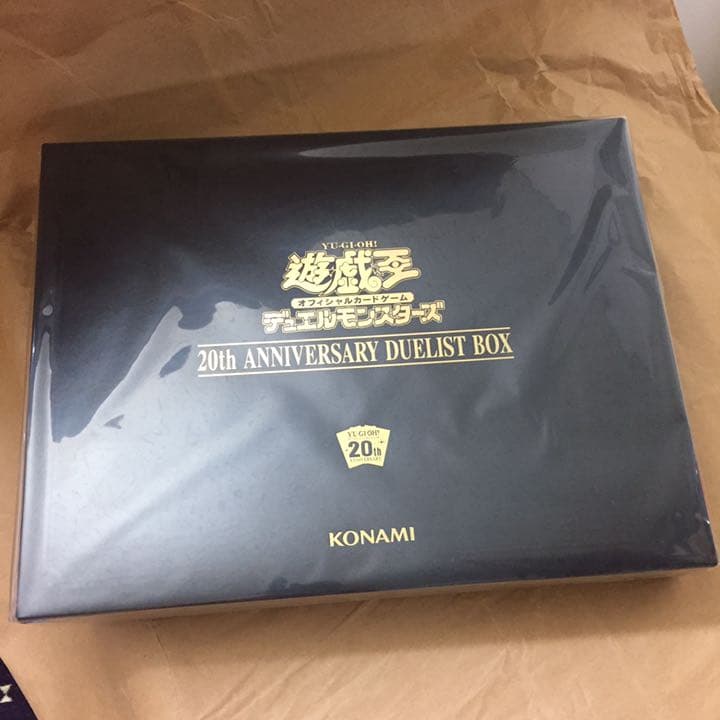 YU-GI-OH!
遊戯王
オフィシャルカードゲーム
デュエルモンスターズ
20th ANNIVERSARY DUELIST BOX
YU-GI-OH!
20th
ANNIVERSARY
KONAMI